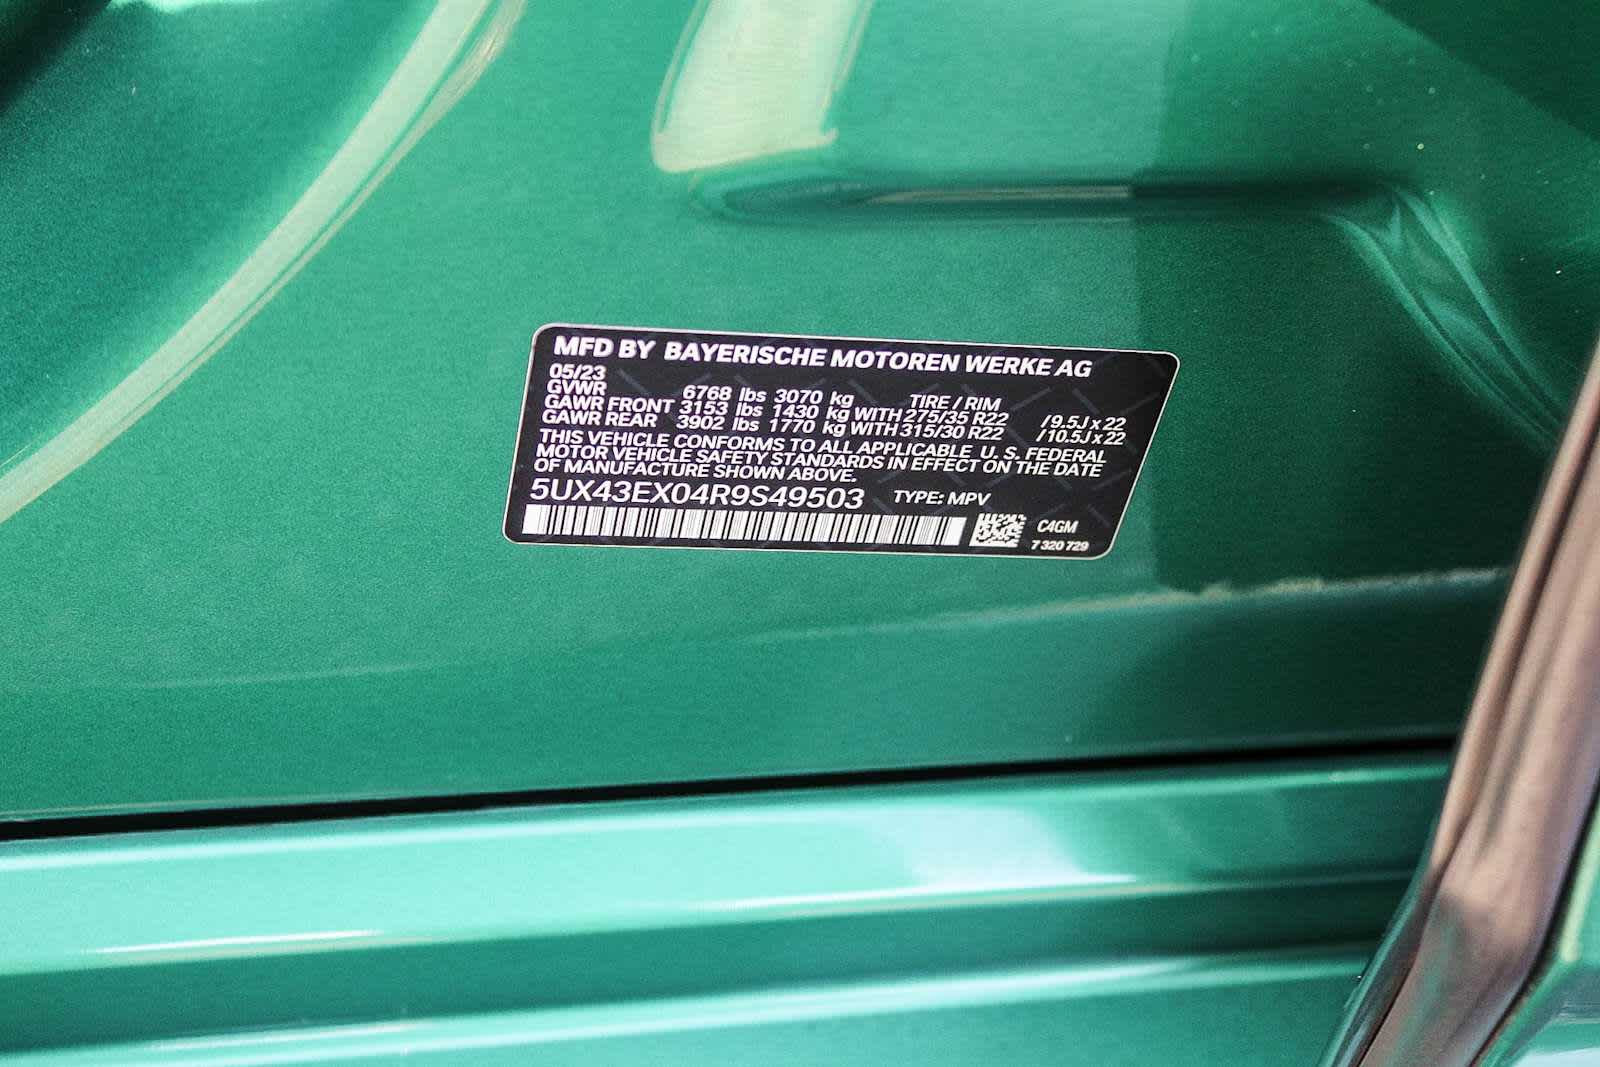 MFD BY BAYERISCHE MOTOREN WERKE AG
05/23
GVWR 6768 lbs 3070 kg TIRE / RIM
GAWR FRONT 3153 lbs 1430 kg WITH 275/35 R22 /9.5J x 22
GAWR REAR 3902 lbs 1770 kg WITH 315/30 R22 /10.5J x 22
THIS VEHICLE CONFORMS TO ALL APPLICABLE U. S. FEDERAL
MOTOR VEHICLE SAFETY STANDARDS IN EFFECT ON THE DATE
OF MANUFACTURE SHOWN ABOVE.
5UX43EX04R9S49503 TYPE: MPV
C4GM
7 320 729